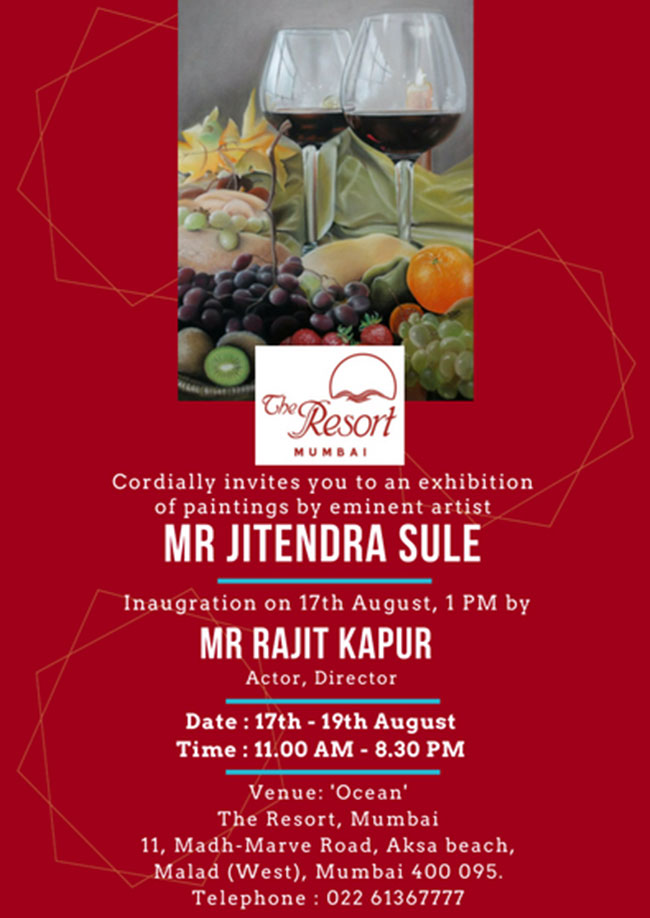 The
Resort
MUMBAI
Cordially invites you to an exhibition
of paintings by eminent artist
MR JITENDRA SULE
Inaugration on 17th August, 1 PM by
MR RAJIT KAPUR
Actor, Director
Date : 17th - 19th August
Time : 11.00 AM - 8.30 PM
Venue: 'Ocean'
The Resort, Mumbai
11, Madh-Marve Road, Aksa beach,
Malad (West), Mumbai 400 095.
Telephone : 022 61367777